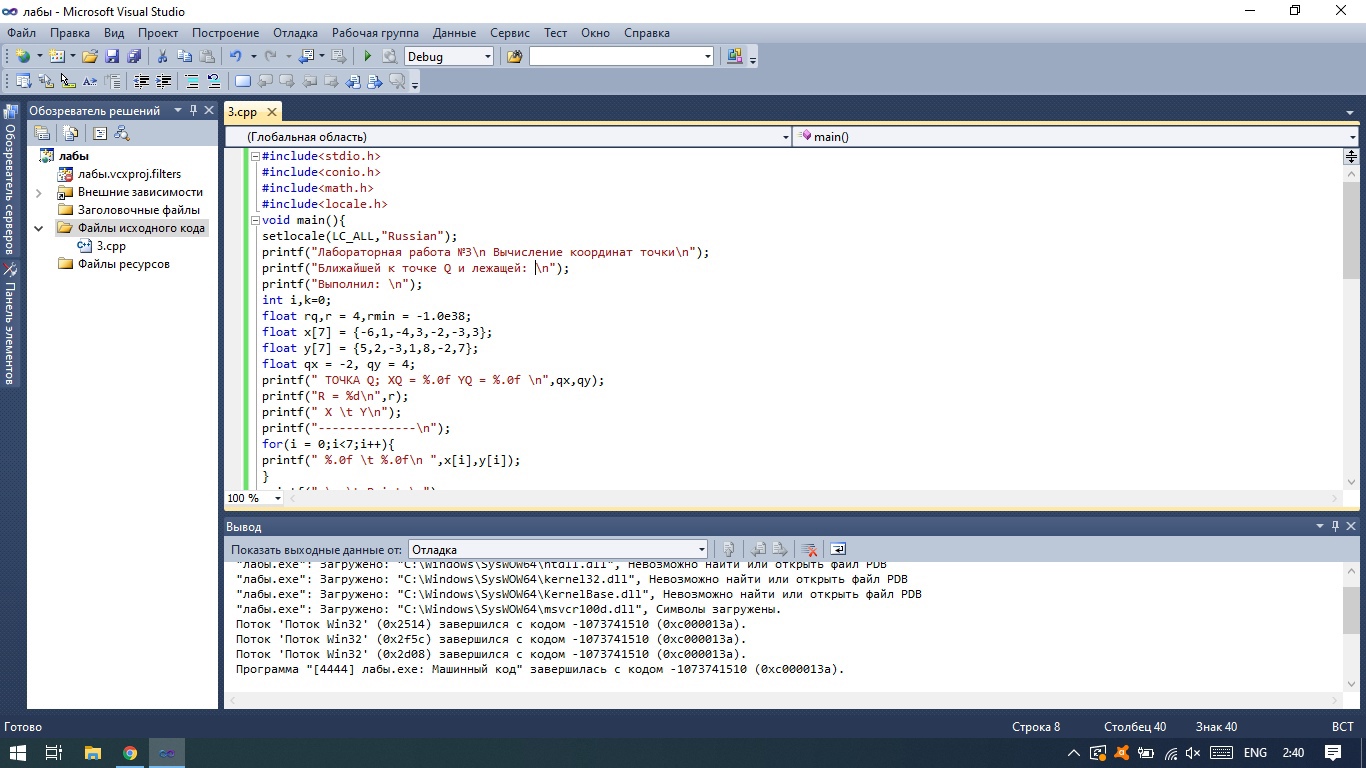 лабы - Microsoft Visual Studio
Файл Правка Вид Проект Построение Отладка Рабочая группа Данные Сервис Тест Окно Справка
Debug
Обозреватель серверов
Панель элементов
Обозреватель решений
лабы
лабы.vcxproj.filters
Внешние зависимости
Заголовочные файлы
Файлы исходного кода
3.cpp
Файлы ресурсов
3.cpp
(Глобальная область) main()
#include<stdio.h>
#include<conio.h>
#include<math.h>
#include<locale.h>
void main(){
setlocale(LC_ALL,"Russian");
printf("Лабораторная работа №3\n Вычисление координат точки\n");
printf("Ближайшей к точке Q и лежащей: \n");
printf("Выполнил: \n");
int i,k=0;
float rq,r = 4,rmin = -1.0e38;
float x[7] = {-6,1,-4,3,-2,-3,3};
float y[7] = {5,2,-3,1,8,-2,7};
float qx = -2, qy = 4;
printf(" ТОЧКА Q; XQ = %.0f YQ = %.0f \n",qx,qy);
printf("R = %d\n",r);
printf(" X \t Y\n");
printf("--------------\n");
for(i = 0;i<7;i++){
printf(" %.0f \t %.0f\n ",x[i],y[i]);
}
100 %
Вывод
Показать выходные данные от: Отладка
"лабы.exe": Загружено: "C:\Windows\SysWOW64\ntdll.dll", Невозможно найти или открыть файл PDB
"лабы.exe": Загружено: "C:\Windows\SysWOW64\kernel32.dll", Невозможно найти или открыть файл PDB
"лабы.exe": Загружено: "C:\Windows\SysWOW64\KernelBase.dll", Невозможно найти или открыть файл PDB
"лабы.exe": Загружено: "C:\Windows\SysWOW64\msvcr100d.dll", Символы загружены.
Поток 'Поток Win32' (0x2514) завершился с кодом -1073741510 (0xc000013a).
Поток 'Поток Win32' (0x2f5c) завершился с кодом -1073741510 (0xc000013a).
Поток 'Поток Win32' (0x2d08) завершился с кодом -1073741510 (0xc000013a).
Программа "[4444] лабы.exe: Машинный код" завершилась с кодом -1073741510 (0xc000013a).
Готово Строка 8 Столбец 40 Знак 40 ВСТ
ENG 2:40